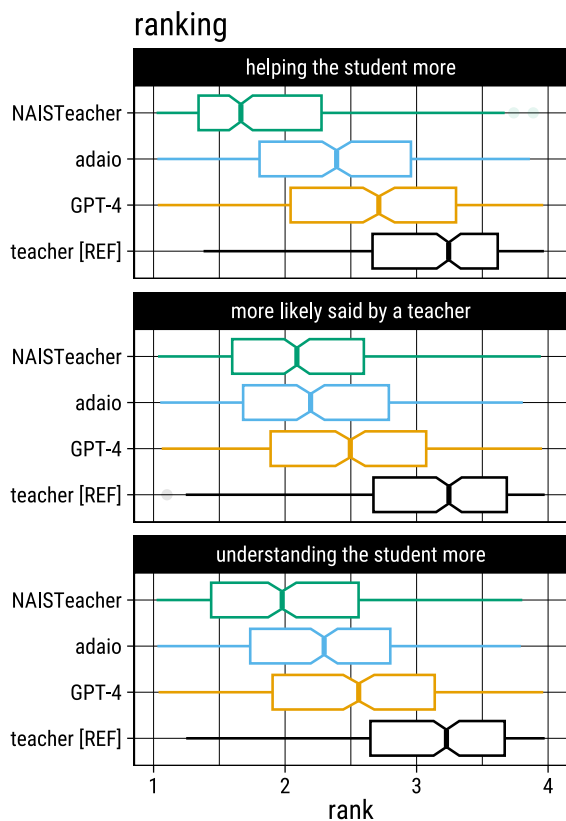 ranking
helping the student more
NAISTeacher
adaio
GPT-4
teacher [REF]
more likely said by a teacher
NAISTeacher
adaio
GPT-4
teacher [REF]
understanding the student more
NAISTeacher
adaio
GPT-4
teacher [REF]
1 2 3 4
rank